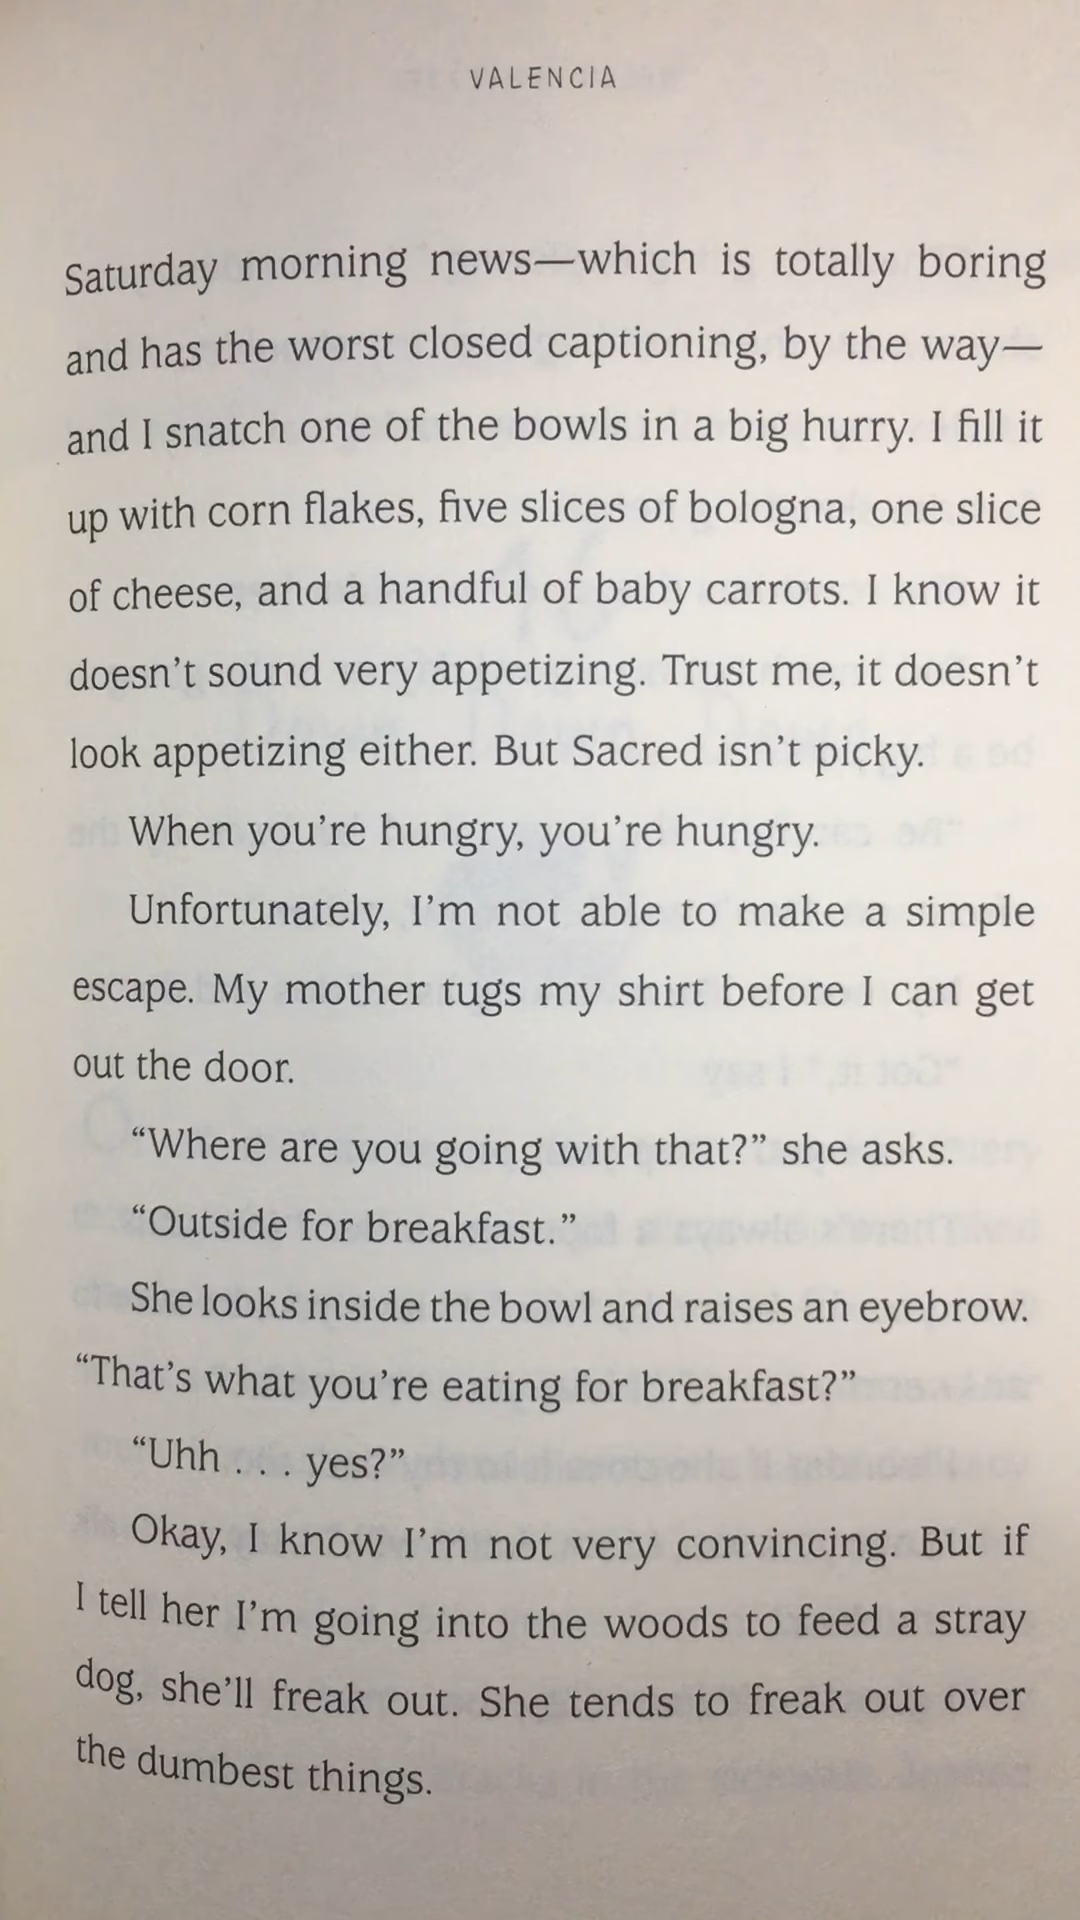 VALENCIA
Saturday morning news—which is totally boring
and has the worst closed captioning, by the way—
and I snatch one of the bowls in a big hurry. I fill it
up with corn flakes, five slices of bologna, one slice
of cheese, and a handful of baby carrots. I know it
doesn’t sound very appetizing. Trust me, it doesn’t
look appetizing either. But Sacred isn’t picky.
When you’re hungry, you’re hungry.
Unfortunately, I’m not able to make a simple
escape. My mother tugs my shirt before I can get
out the door.
“Where are you going with that?” she asks.
“Outside for breakfast.”
She looks inside the bowl and raises an eyebrow.
“That’s what you’re eating for breakfast?”
“Uhh . . . yes?”
Okay, I know I’m not very convincing. But if
I tell her I’m going into the woods to feed a stray
dog, she’ll freak out. She tends to freak out over
the dumbest things.